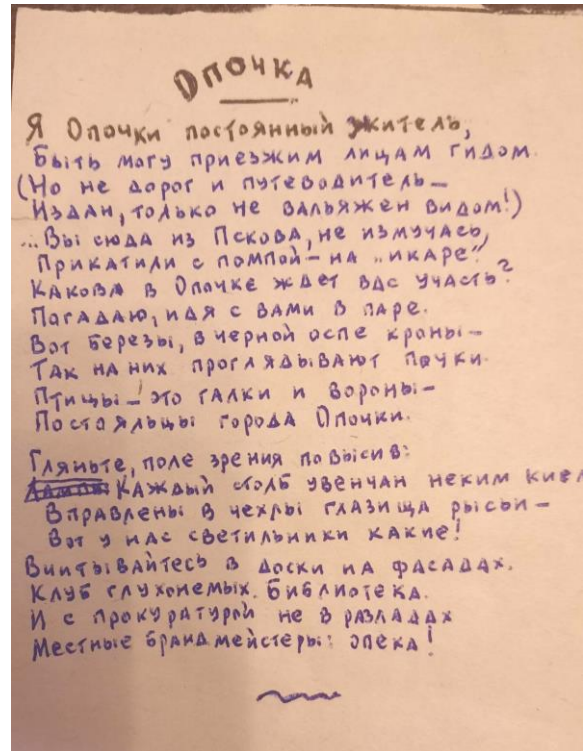 Опочка
Я Опочки постоянный житель,
Быть могу приезжим лицам гидом.
(Но не дорог и путеводитель —
Издан, только не вальяжен видом!)
...Вы сюда из Пскова, не измучась,
Прикатили с помпой — на „икаре".
Какова в Опочке ждет вас участь?
Погадаю, идя с вами в паре.
Вот березы, в черной оспе кроны —
Так на них проглядывают почки.
Птицы — это галки и вороны —
Постояльцы города Опочки.
Гляньте, поле зрения повысив:
Каждый столб увенчан неким
Вправлены в чехлы глазища рысьи —
Вот у нас светильники какие!
Вчитывайтесь в доски на фасадах.
Клуб глухонемых. Библиотека.
И с прокуратурой не в разладах
Местные брандмейстеры: опека!